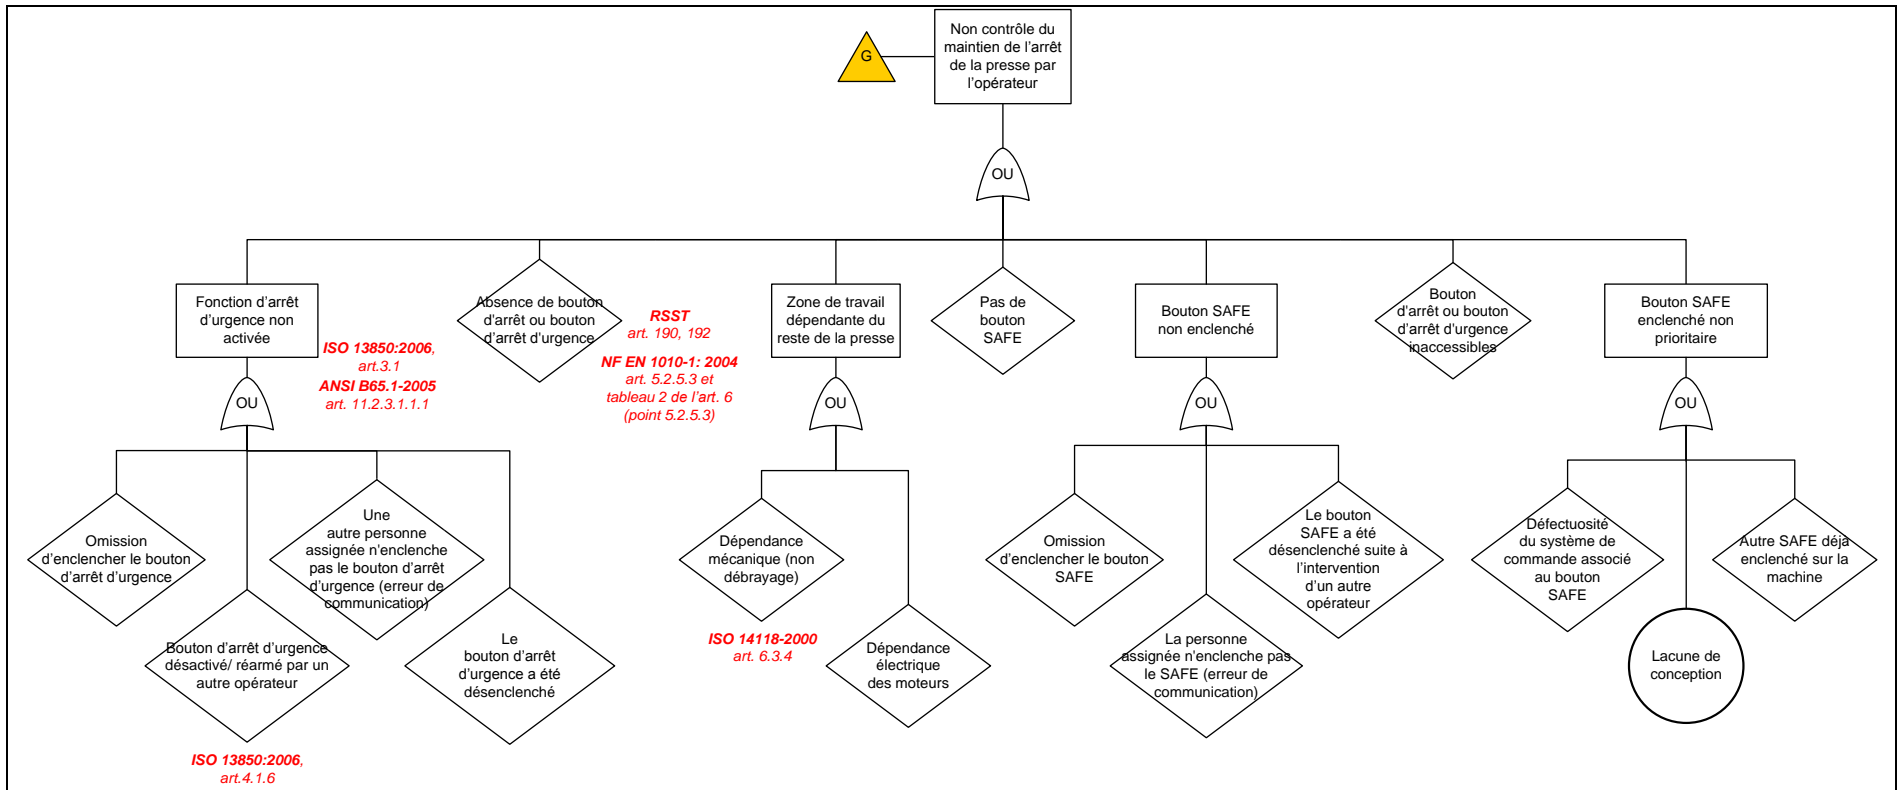 Non contrôle du
maintien de l'arrêt
de la presse par
l'opérateur
G
OU
Fonction d'arrêt
d'urgence non
activée
Absence de bouton
d'arrêt ou bouton
d'arrêt d'urgence
RSST
art. 190, 192
NF EN 1010-1: 2004
art. 5.2.5.3 et
tableau 2 de l'art. 6
(point 5.2.5.3)
Zone de travail
dépendante du
reste de la presse
Pas de
bouton
SAFE
Bouton SAFE
non enclenché
Bouton
d'arrêt ou bouton
d'arrêt d'urgence
inaccessibles
Bouton SAFE
enclenché non
prioritaire
ISO 13850:2006,
art.3.1
ANSI B65.1-2005
art. 11.2.3.1.1.1
OU
OU
OU
OU
Omission
d'enclencher le bouton
d'arrêt d'urgence
Une
autre personne
assignée n'enclenche
pas le bouton d'arrêt
d'urgence (erreur de
communication)
Bouton d'arrêt d'urgence
désactivé/ réarmé par un
autre opérateur
ISO 13850:2006,
art.4.1.6
Le
bouton d'arrêt
d'urgence a été
désenclenché
Dépendance
mécanique (non
débrayage)
ISO 14118-2000
art. 6.3.4
Dépendance
électrique
des moteurs
Omission
d'enclencher le bouton
SAFE
La personne
assignée n'enclenche pas
le SAFE (erreur de
communication)
Le bouton
SAFE a été
désenclenché suite à
l'intervention
d'un autre
opérateur
Défectuosité
du système de
commande associé
au bouton
SAFE
Lacune de
conception
Autre SAFE déjà
enclenché sur la
machine